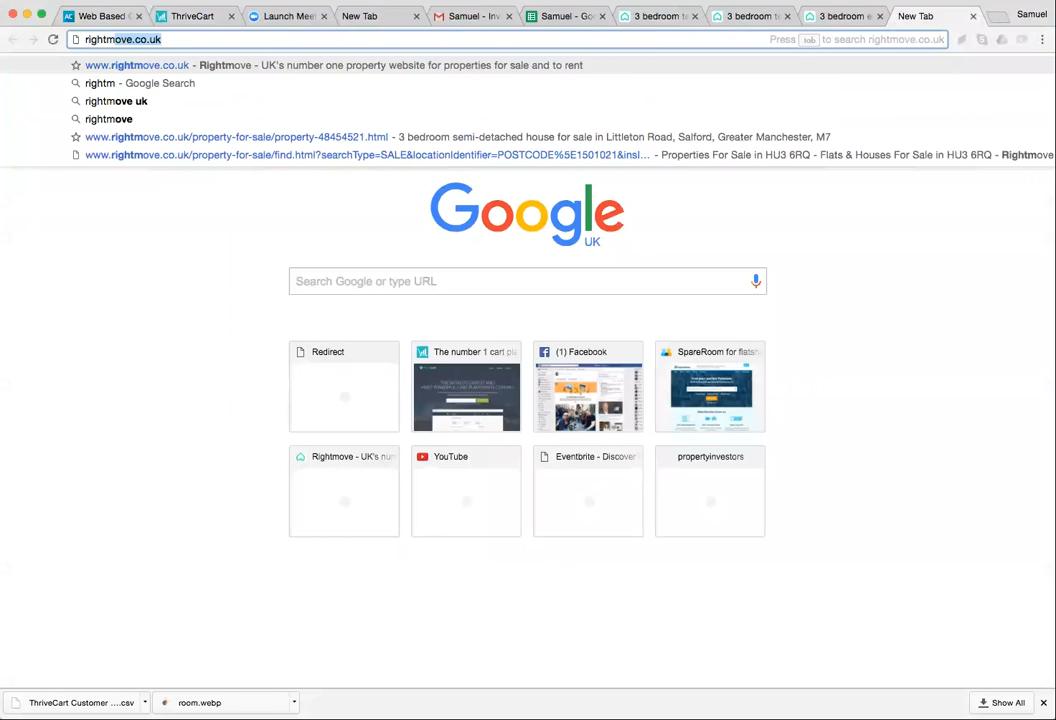 Web Based C
ThriveCart
Launch Mee
New Tab
Samuel - Inv
Samuel - Go
3 bedroom te
3 bedroom te
3 bedroom e
New Tab
Samuel
rightmove.co.uk
Press tab to search rightmove.co.uk
www.rightmove.co.uk - Rightmove - UK's number one property website for properties for sale and to rent
rightm - Google Search
rightmove uk
rightmove
www.rightmove.co.uk/property-for-sale/property-48454521.html - 3 bedroom semi-detached house for sale in Littleton Road, Salford, Greater Manchester, M7
www.rightmove.co.uk/property-for-sale/find.html?searchType=SALE&locationIdentifier=POSTCODE%5E1501021&insl... - Properties For Sale in HU3 6RQ - Flats & Houses For Sale in HU3 6RQ - Rightmove
Google
UK
Search Google or type URL
Redirect
The number 1 cart pla
(1) Facebook
SpareRoom for flatsh
Rightmove - UK's num
YouTube
Eventbrite - Discover
propertyinvestors
ThriveCart Customer ....csv
room.webp
Show All